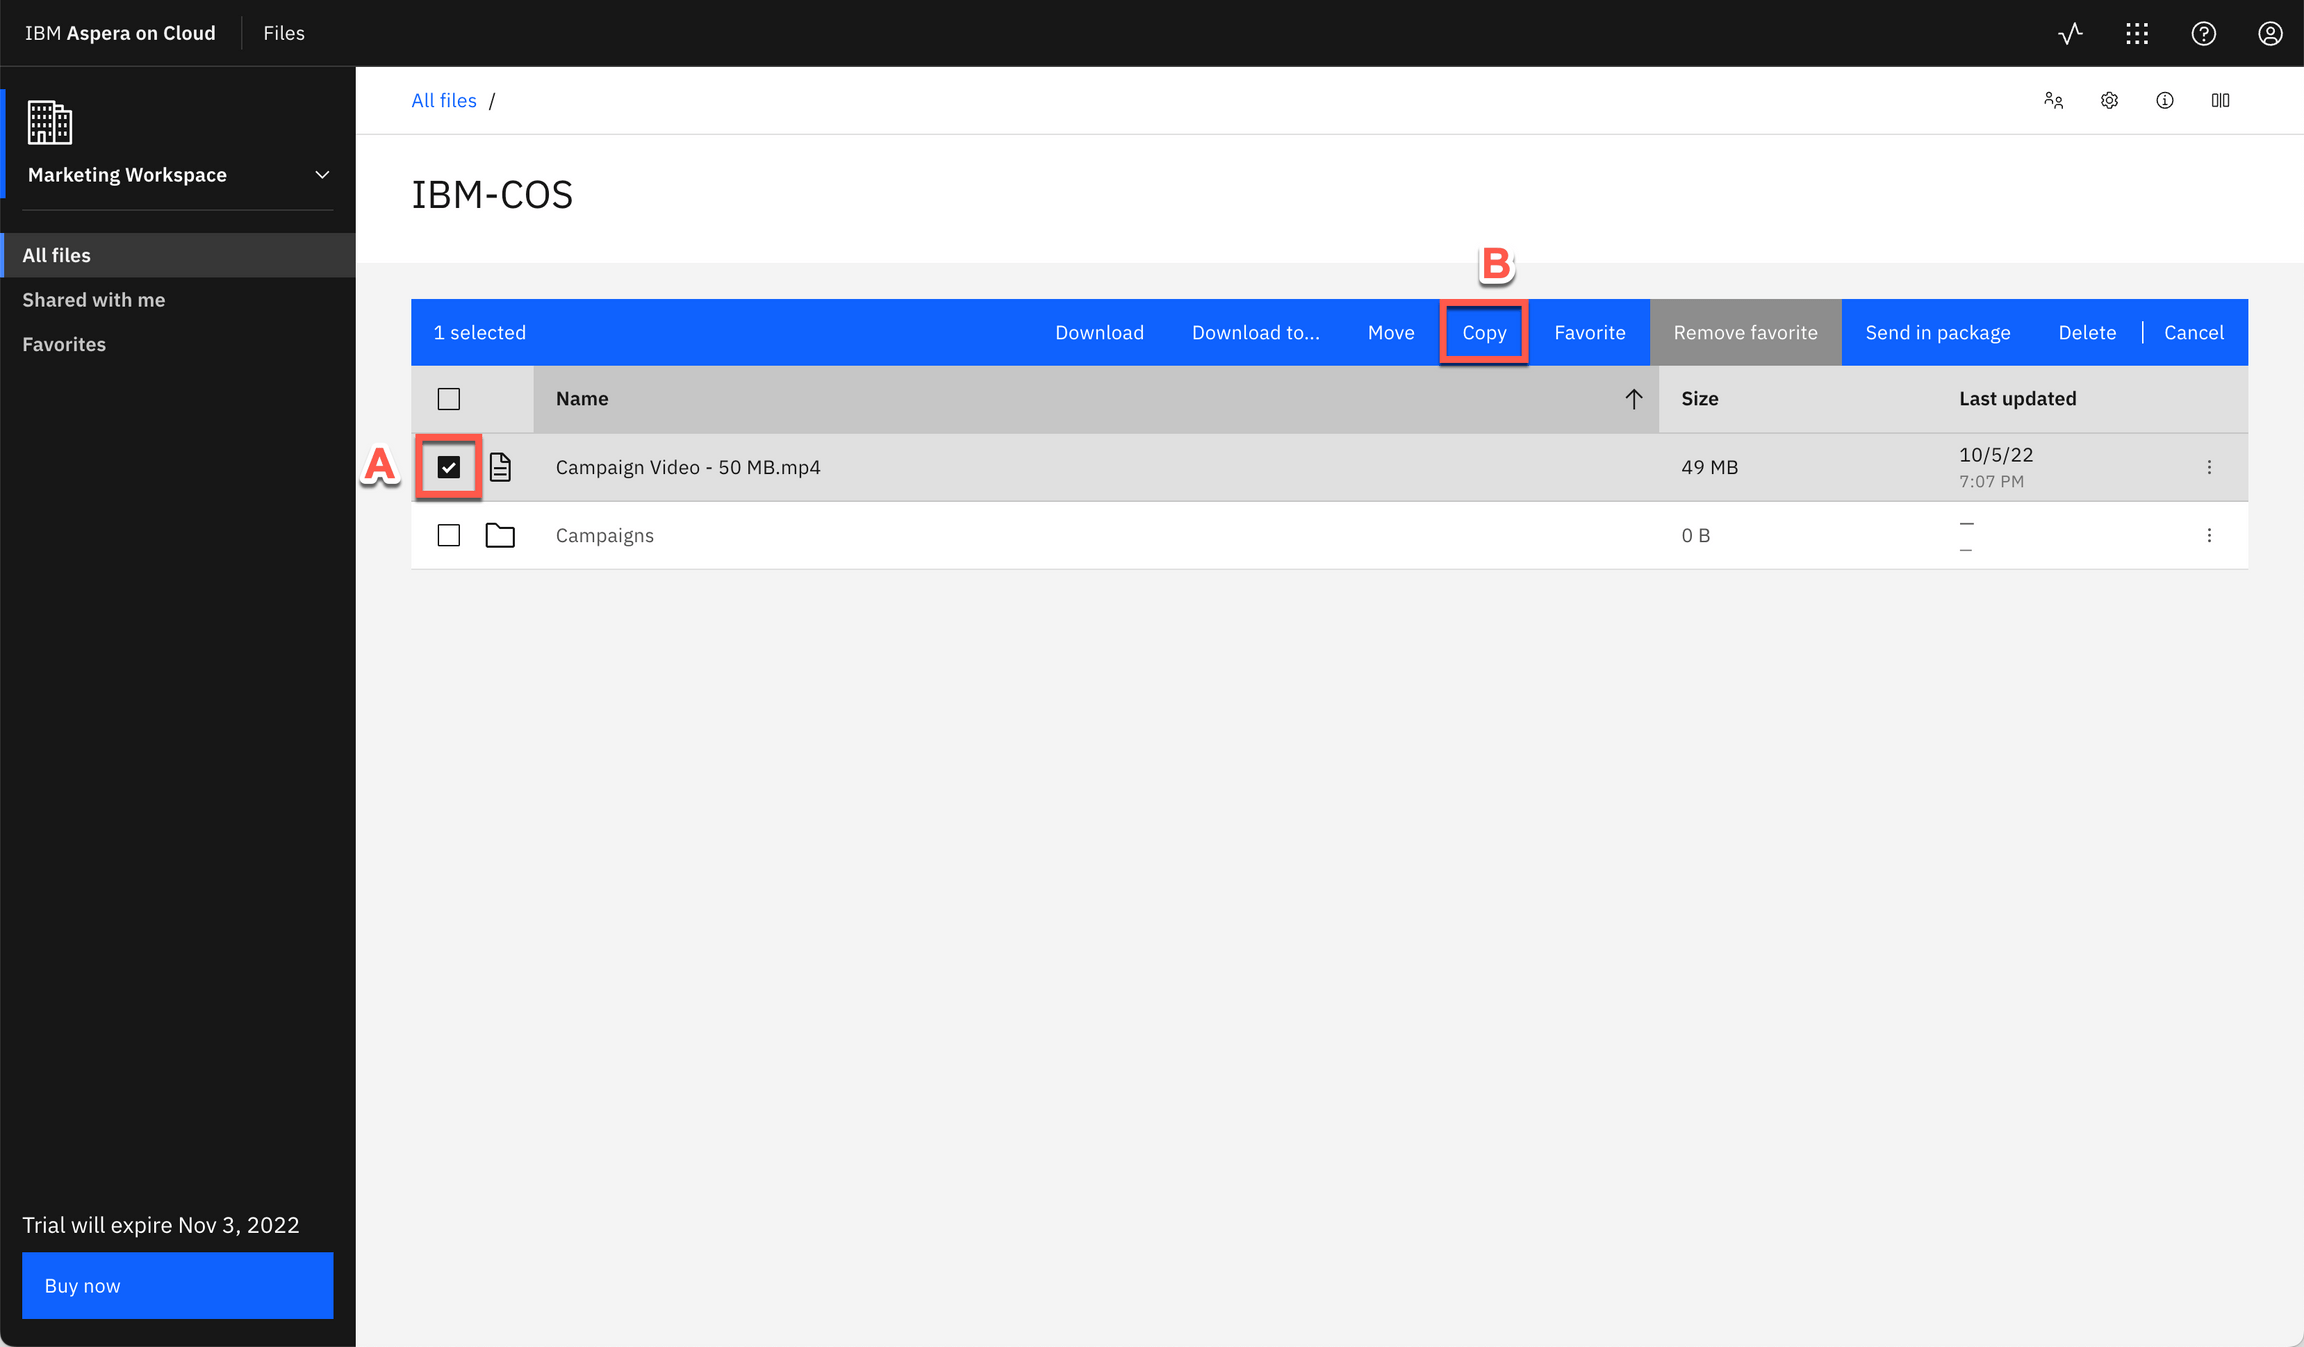 IBM Aspera on Cloud Files
Marketing Workspace
All files
Shared with me
Favorites
Trial will expire Nov 3, 2022
Buy now
All files /
IBM-COS
B
1 selected Download Download to... Move Copy Favorite Remove favorite Send in package Delete | Cancel
Name Size Last updated
A
Campaign Video - 50 MB.mp4 49 MB 10/5/22
7:07 PM
Campaigns 0 B —
—